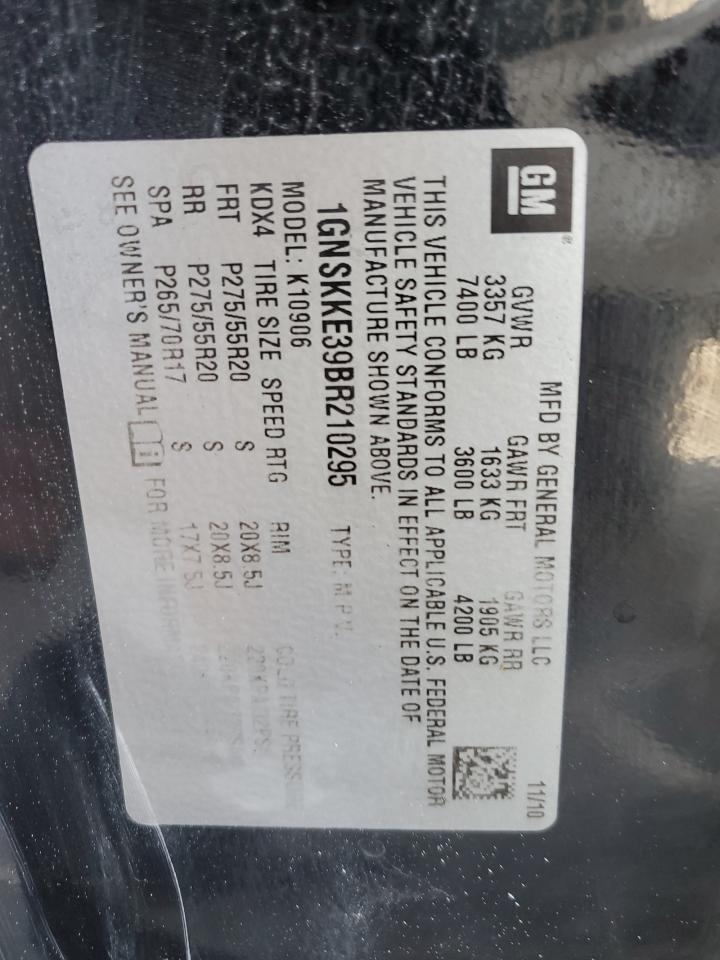 GM®
MFD BY GENERAL MOTORS LLC 11/10
GVWR GAWR FRT GAWR RR
3357 KG 1633 KG 1905 KG
7400 LB 3600 LB 4200 LB
THIS VEHICLE CONFORMS TO ALL APPLICABLE U.S. FEDERAL MOTOR
VEHICLE SAFETY STANDARDS IN EFFECT ON THE DATE OF
MANUFACTURE SHOWN ABOVE.
1GNSKKE39BR210295 TYPE: M.P.V.
MODEL: K10906
KDX4 TIRE SIZE SPEED RTG RIM COLD TIRE PRESSURE
FRT P275/55R20 S 20X8.5J
RR P275/55R20 S 20X8.5J
SPA P265/70R17 S 17X7.5J
SEE OWNER'S MANUAL FOR MORE